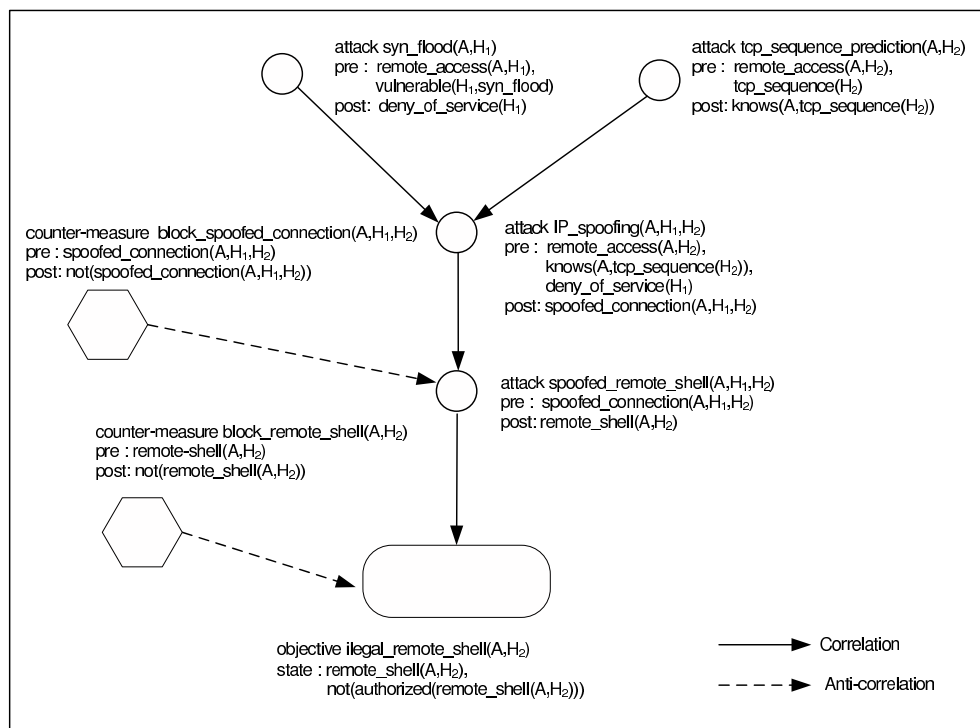 attack syn_flood(A,H₁)
pre : remote_access(A,H₁),
vulnerable(H₁,syn_flood)
post: deny_of_service(H₁)
attack tcp_sequence_prediction(A,H₂)
pre : remote_access(A,H₂),
tcp_sequence(H₂)
post: knows(A,tcp_sequence(H₂))
counter-measure block_spoofed_connection(A,H₁,H₂)
pre : spoofed_connection(A,H₁,H₂)
post: not(spoofed_connection(A,H₁,H₂))
attack IP_spoofing(A,H₁,H₂)
pre : remote_access(A,H₂),
knows(A,tcp_sequence(H₂)),
deny_of_service(H₁)
post: spoofed_connection(A,H₁,H₂)
attack spoofed_remote_shell(A,H₁,H₂)
pre : spoofed_connection(A,H₁,H₂)
post: remote_shell(A,H₂)
counter-measure block_remote_shell(A,H₂)
pre : remote-shell(A,H₂)
post: not(remote_shell(A,H₂))
objective ilegal_remote_shell(A,H₂)
state : remote_shell(A,H₂),
not(authorized(remote_shell(A,H₂)))
Correlation
Anti-correlation